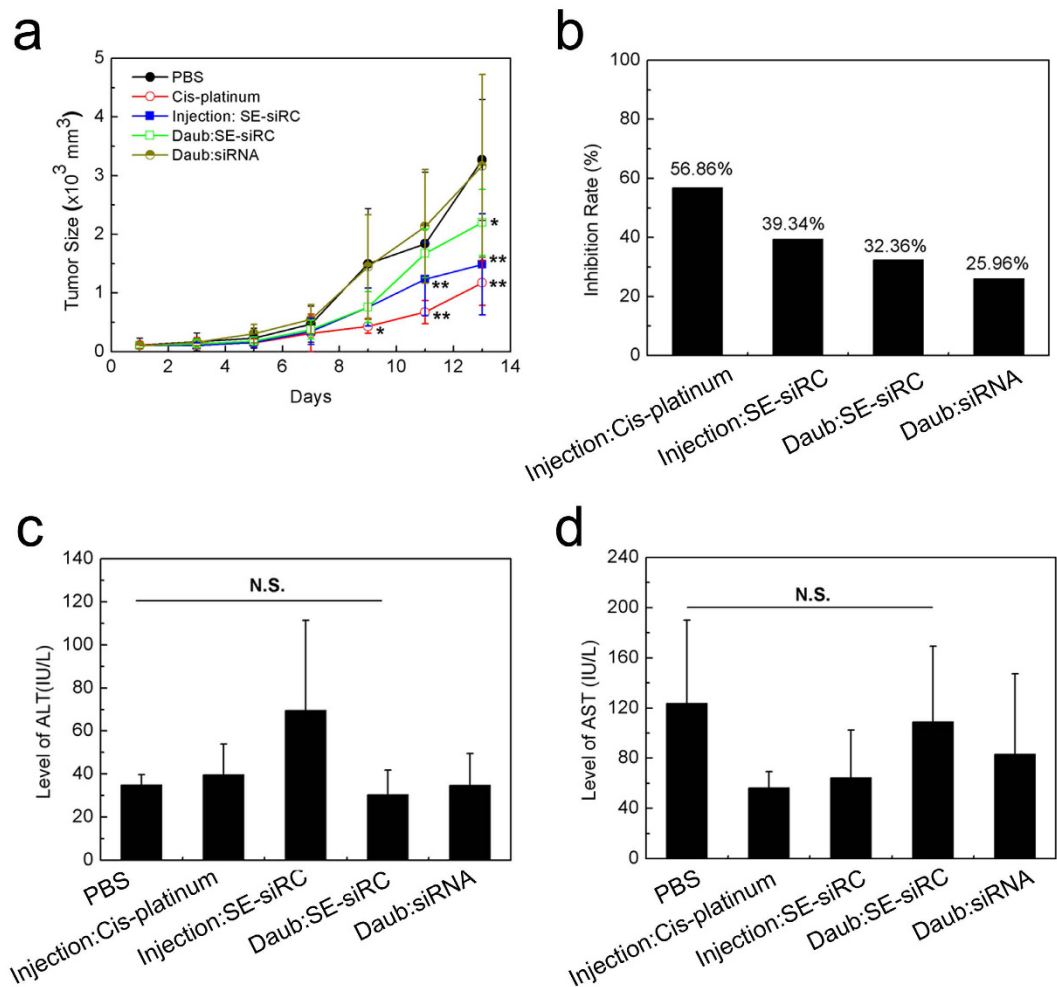 a
Tumor Size (x10³ mm³)
5
4
3
2
1
0
PBS
Cis-platinum
Injection: SE-siRC
Daub:SE-siRC
Daub:siRNA
*
**
**
*
**
**
0 2 4 6 8 10 12 14
Days
b
Inhibition Rate (%)
100
80
60
40
20
0
56.86%
39.34%
32.36%
25.96%
Injection:Cis-platinum
Injection:SE-siRC
Daub:SE-siRC
Daub:siRNA
c
Level of ALT(IU/L)
140
120
100
80
60
40
20
0
N.S.
PBS
Injection:Cis-platinum
Injection:SE-siRC
Daub:SE-siRC
Daub:siRNA
d
Level of AST (IU/L)
240
200
160
120
80
40
0
N.S.
PBS
Injection:Cis-platinum
Injection:SE-siRC
Daub:SE-siRC
Daub:siRNA